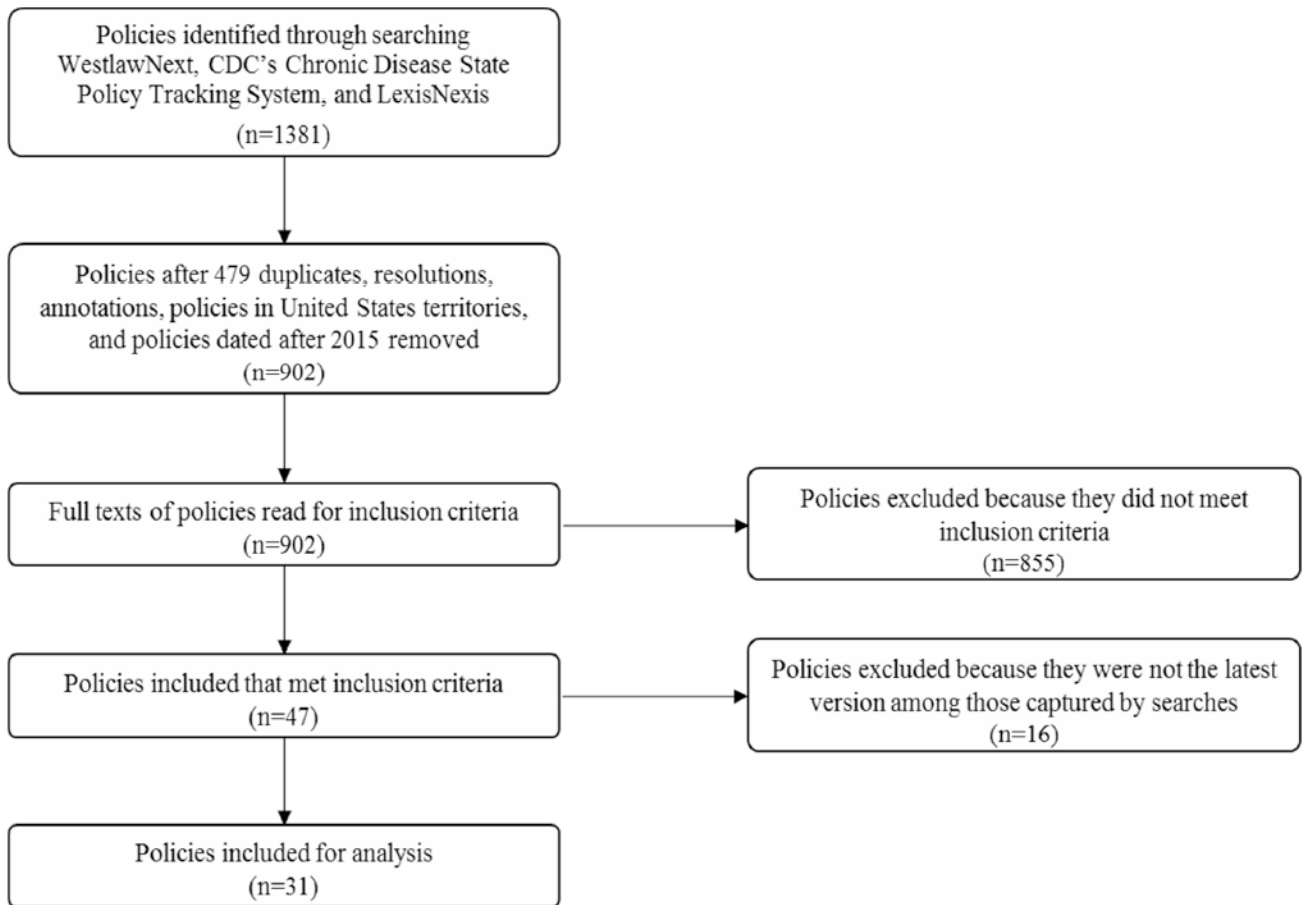 Policies identified through searching
WestlawNext, CDC’s Chronic Disease State
Policy Tracking System, and LexisNexis
(n=1381)
Policies after 479 duplicates, resolutions,
annotations, policies in United States territories,
and policies dated after 2015 removed
(n=902)
Full texts of policies read for inclusion criteria
(n=902)
Policies excluded because they did not meet
inclusion criteria
(n=855)
Policies included that met inclusion criteria
(n=47)
Policies excluded because they were not the latest
version among those captured by searches
(n=16)
Policies included for analysis
(n=31)